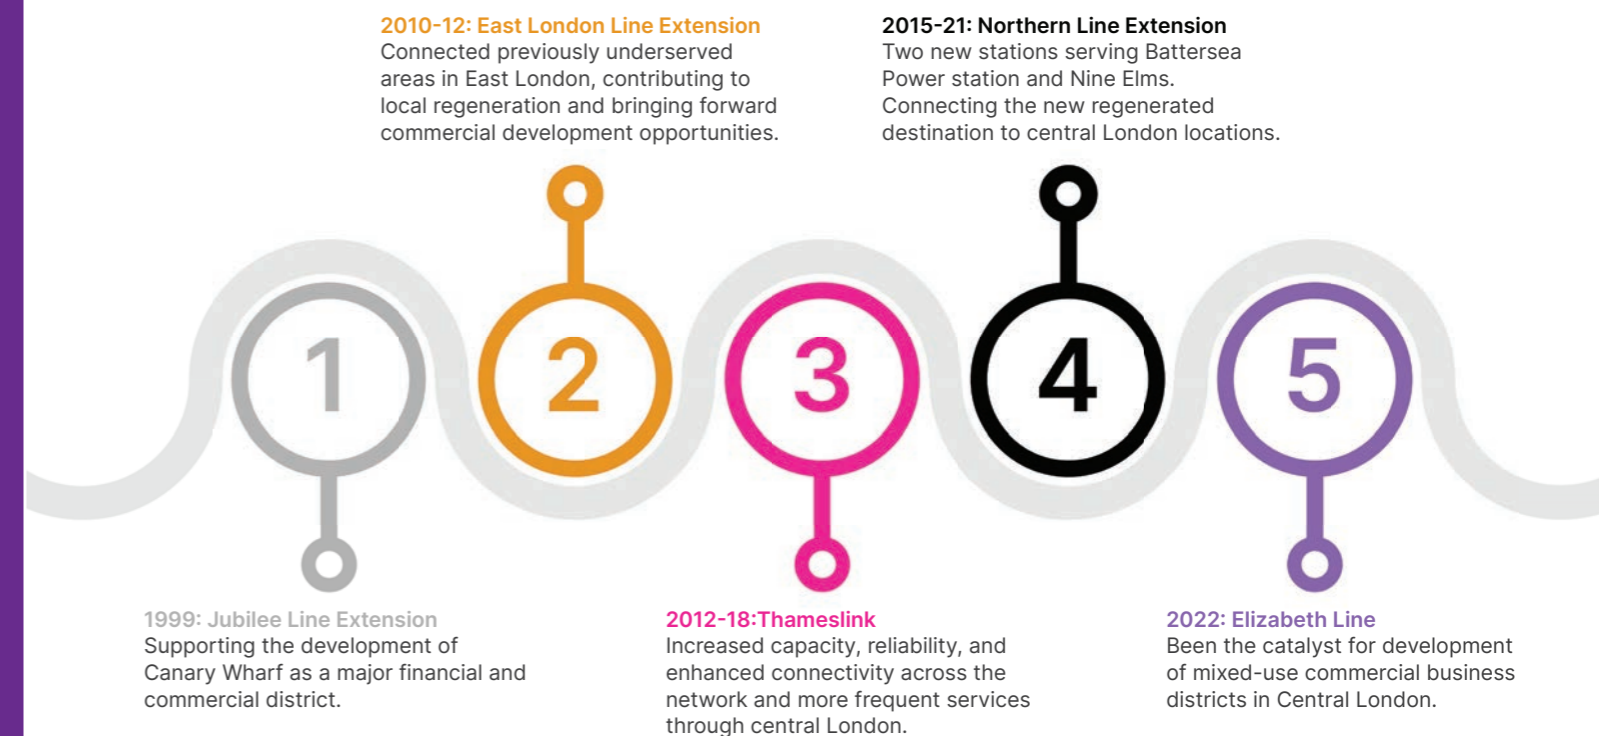 2010-12: East London Line Extension
Connected previously underserved
areas in East London, contributing to
local regeneration and bringing forward
commercial development opportunities.
2015-21: Northern Line Extension
Two new stations serving Battersea
Power station and Nine Elms.
Connecting the new regenerated
destination to central London locations.
1
2
3
4
5
1999: Jubilee Line Extension
Supporting the development of
Canary Wharf as a major financial and
commercial district.
2012-18:Thameslink
Increased capacity, reliability, and
enhanced connectivity across the
network and more frequent services
through central London.
2022: Elizabeth Line
Been the catalyst for development
of mixed-use commercial business
districts in Central London.